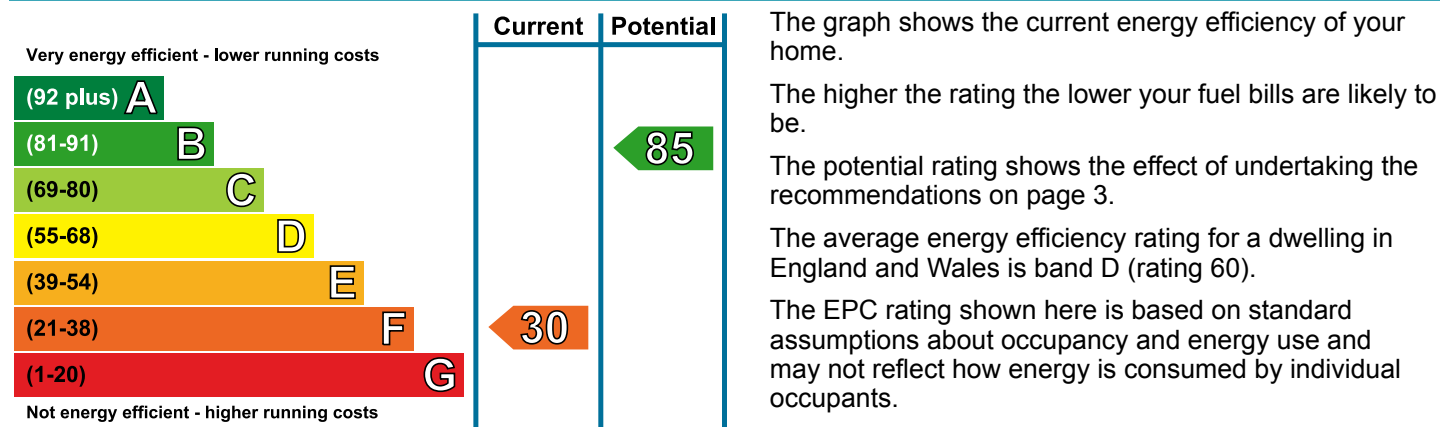 Current Potential
Very energy efficient - lower running costs
(92 plus) A
(81-91) B
85
(69-80) C
(55-68) D
(39-54) E
(21-38) F
30
(1-20) G
Not energy efficient - higher running costs
The graph shows the current energy efficiency of your
home.
The higher the rating the lower your fuel bills are likely to
be.
The potential rating shows the effect of undertaking the
recommendations on page 3.
The average energy efficiency rating for a dwelling in
England and Wales is band D (rating 60).
The EPC rating shown here is based on standard
assumptions about occupancy and energy use and
may not reflect how energy is consumed by individual
occupants.